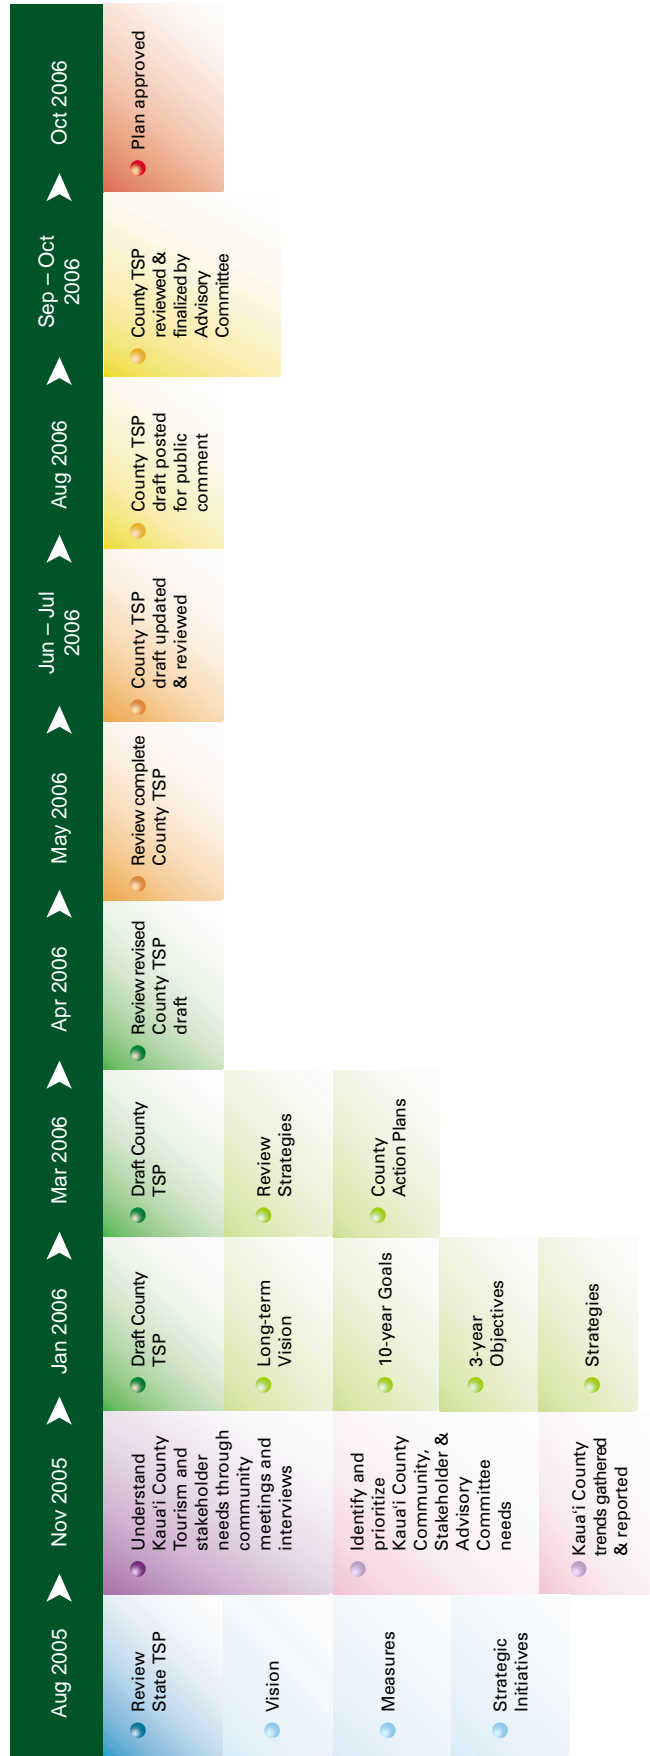 Aug 2005
Nov 2005
Jan 2006
Mar 2006
Apr 2006
May 2006
Jun – Jul
2006
Aug 2006
Sep – Oct
2006
Oct 2006
Review
State TSP
Vision
Measures
Strategic
Initiatives
Understand
Kaua‘i County
Tourism and
stakeholder
needs through
community
meetings and
interviews
Identify and
prioritize
Kaua‘i County
Community,
Stakeholder &
Advisory
Committee
needs
Kaua‘i County
trends gathered
& reported
Draft County
TSP
Long-term
Vision
10-year Goals
3-year
Objectives
Strategies
Draft County
TSP
Review
Strategies
County
Action Plans
Review revised
County TSP
draft
Review complete
County TSP
County TSP
draft updated
& reviewed
County TSP
draft posted
for public
comment
County TSP
reviewed &
finalized by
Advisory
Committee
Plan approved